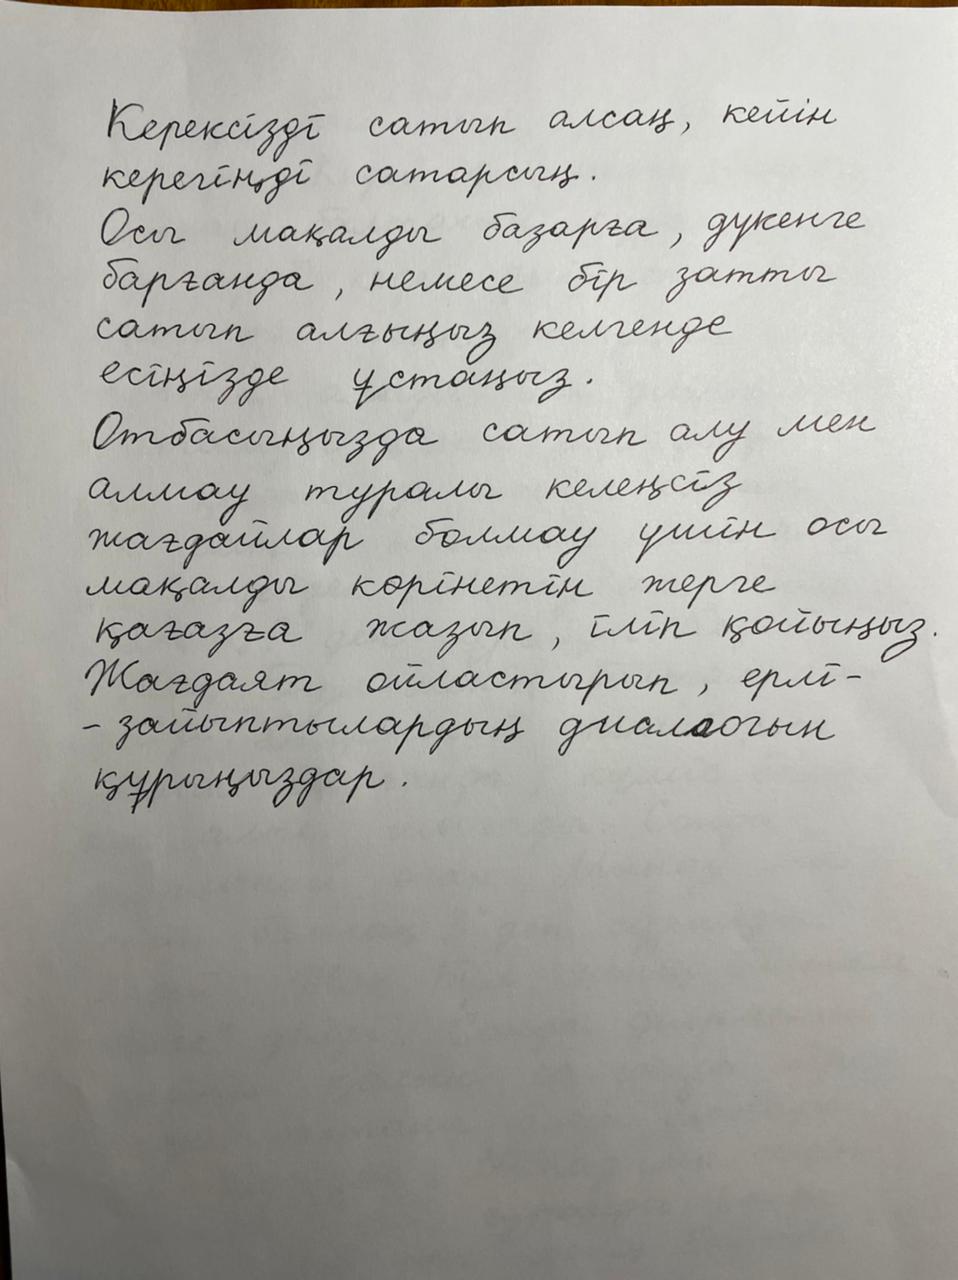 Керексізді сатып алсаң, кейін
керегіңді сатарсың.
Осы мақалды базарға, дүкенге
барғанда, немесе бір затты
сатып алғыңыз келгенде
есіңізде ұстаңыз.
Отбасыңызда сатып алу мен
алмау туралы келеңсіз
жағдайлар болмау үшін осы
мақалды көрінетін жерге
қағазға жазып, іліп қойыңыз.
Жағдаят ойластырып, ерлі-
-зайыптылардың диалогын
құрыңыздар.